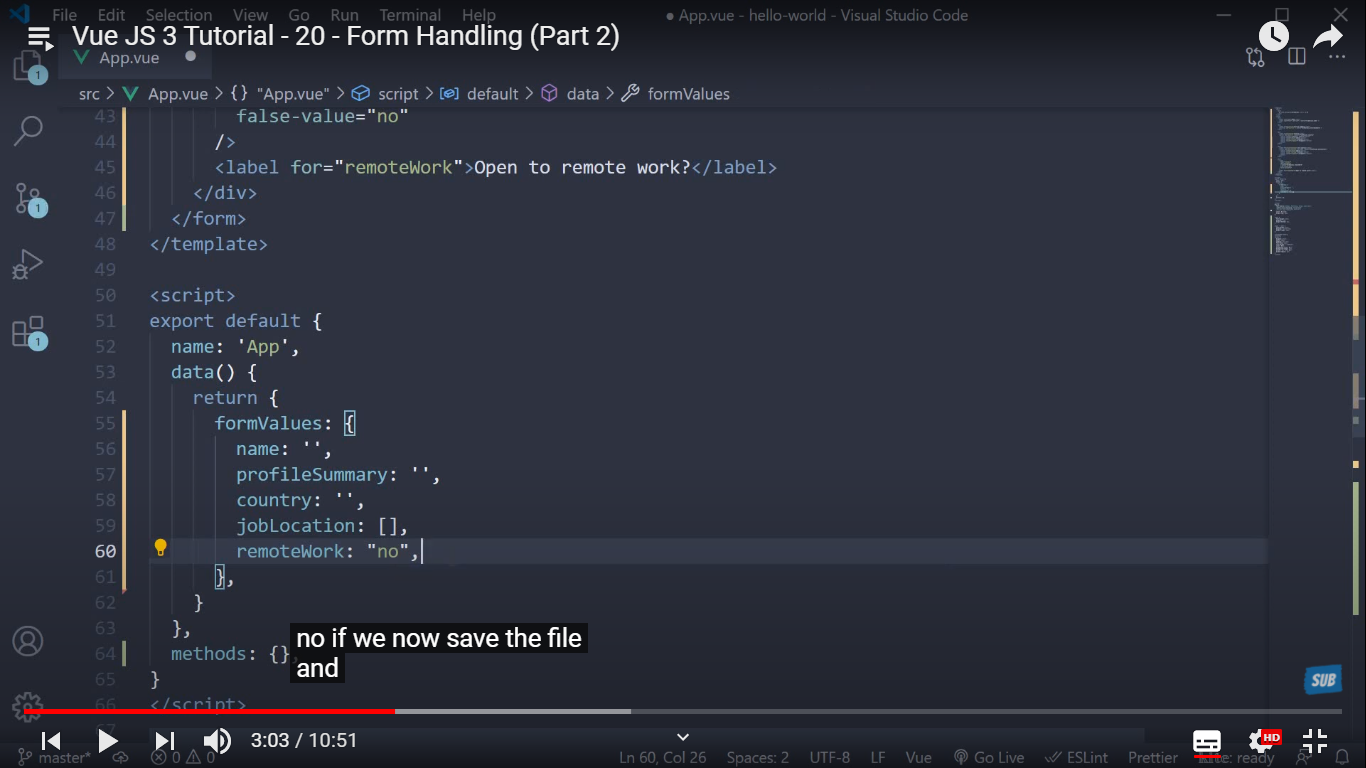 File Edit Selection View Go Run Terminal Help
● App.vue - hello-world - Visual Studio Code
Vue JS 3 Tutorial - 20 - Form Handling (Part 2)
App.vue
src > App.vue > {} "App.vue" > script > default > data > formValues
43 false-value="no"
44 />
45 <label for="remoteWork">Open to remote work?</label>
46 </div>
47 </form>
48 </template>
49
50 <script>
51 export default {
52 name: 'App',
53 data() {
54 return {
55 formValues: {
56 name: '',
57 profileSummary: '',
58 country: '',
59 jobLocation: [],
60 remoteWork: "no",
61 },
62 }
63 },
64 methods: {}
65 }
66 </script>
67
no if we now save the file
and
SUB
3:03 / 10:51
HD
master* 0 0
Ln 60, Col 26 Spaces: 2 UTF-8 LF Vue Go Live ESLint Prettier ready
1
1
1